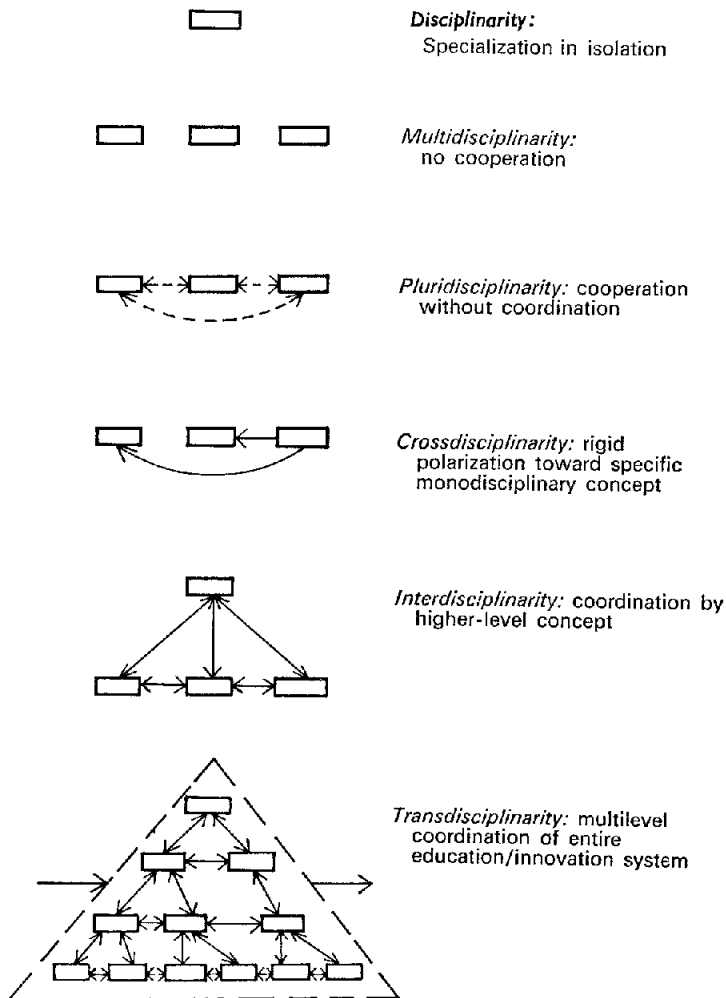 Disciplinarity:
Specialization in isolation
Multidisciplinarity:
no cooperation
Pluridisciplinarity: cooperation
without coordination
Crossdisciplinarity: rigid
polarization toward specific
monodisciplinary concept
Interdisciplinarity: coordination by
higher-level concept
Transdisciplinarity: multilevel
coordination of entire
education/innovation system